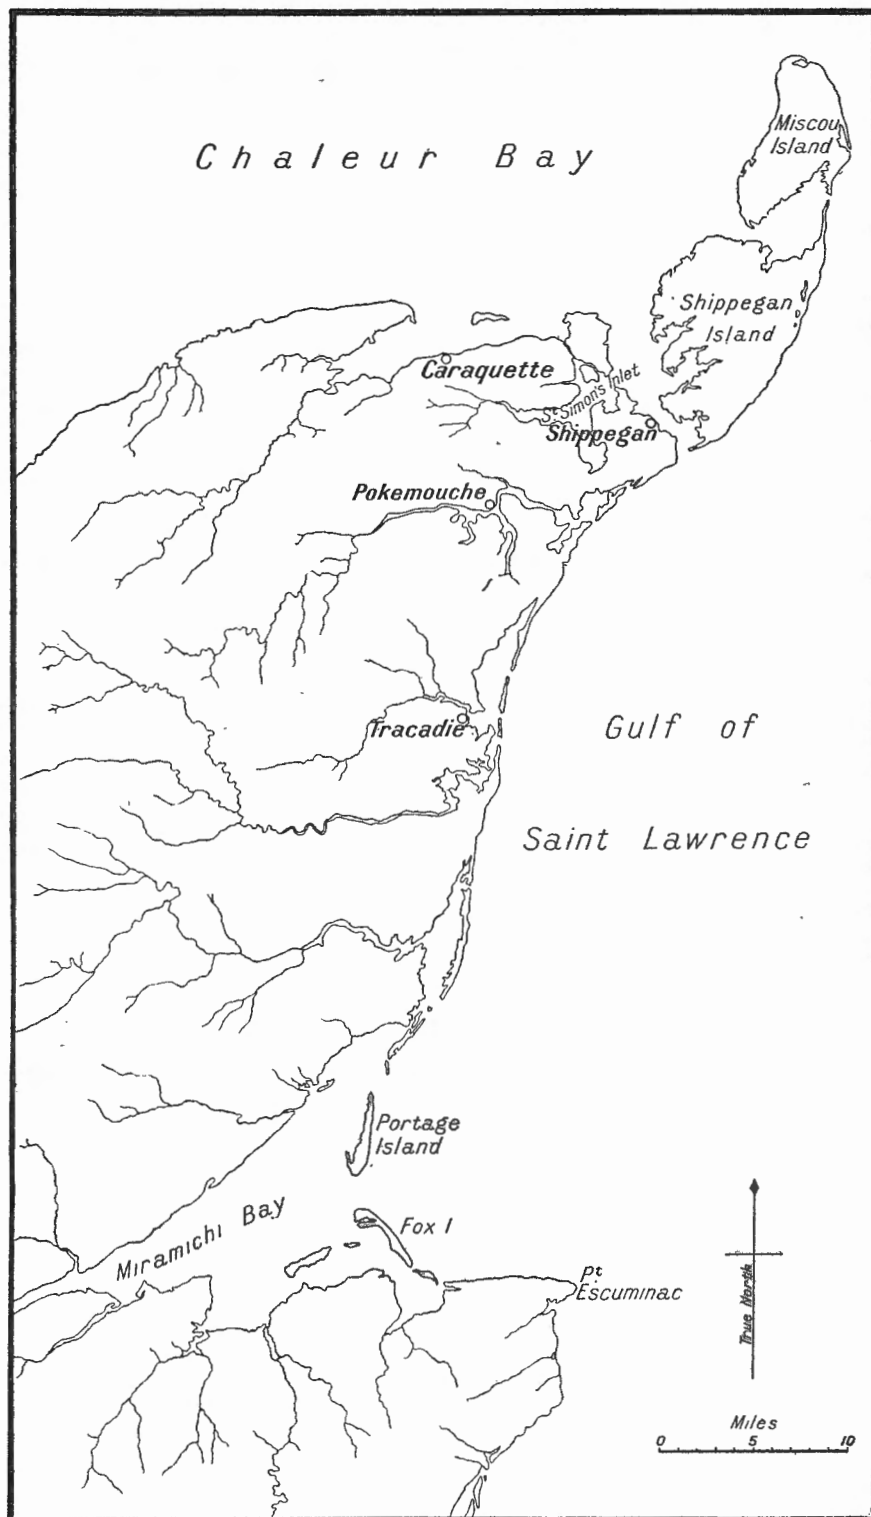 Chaleur Bay
Miscou
Island
Shippegan
Island
Caraquette
St Simon's Inlet
Shippegan
Pokemouche
Tracadie
Gulf of
Saint Lawrence
Portage
Island
Miramichi Bay
Fox I
Pt
Escuminac
True North
Miles
0 5 10